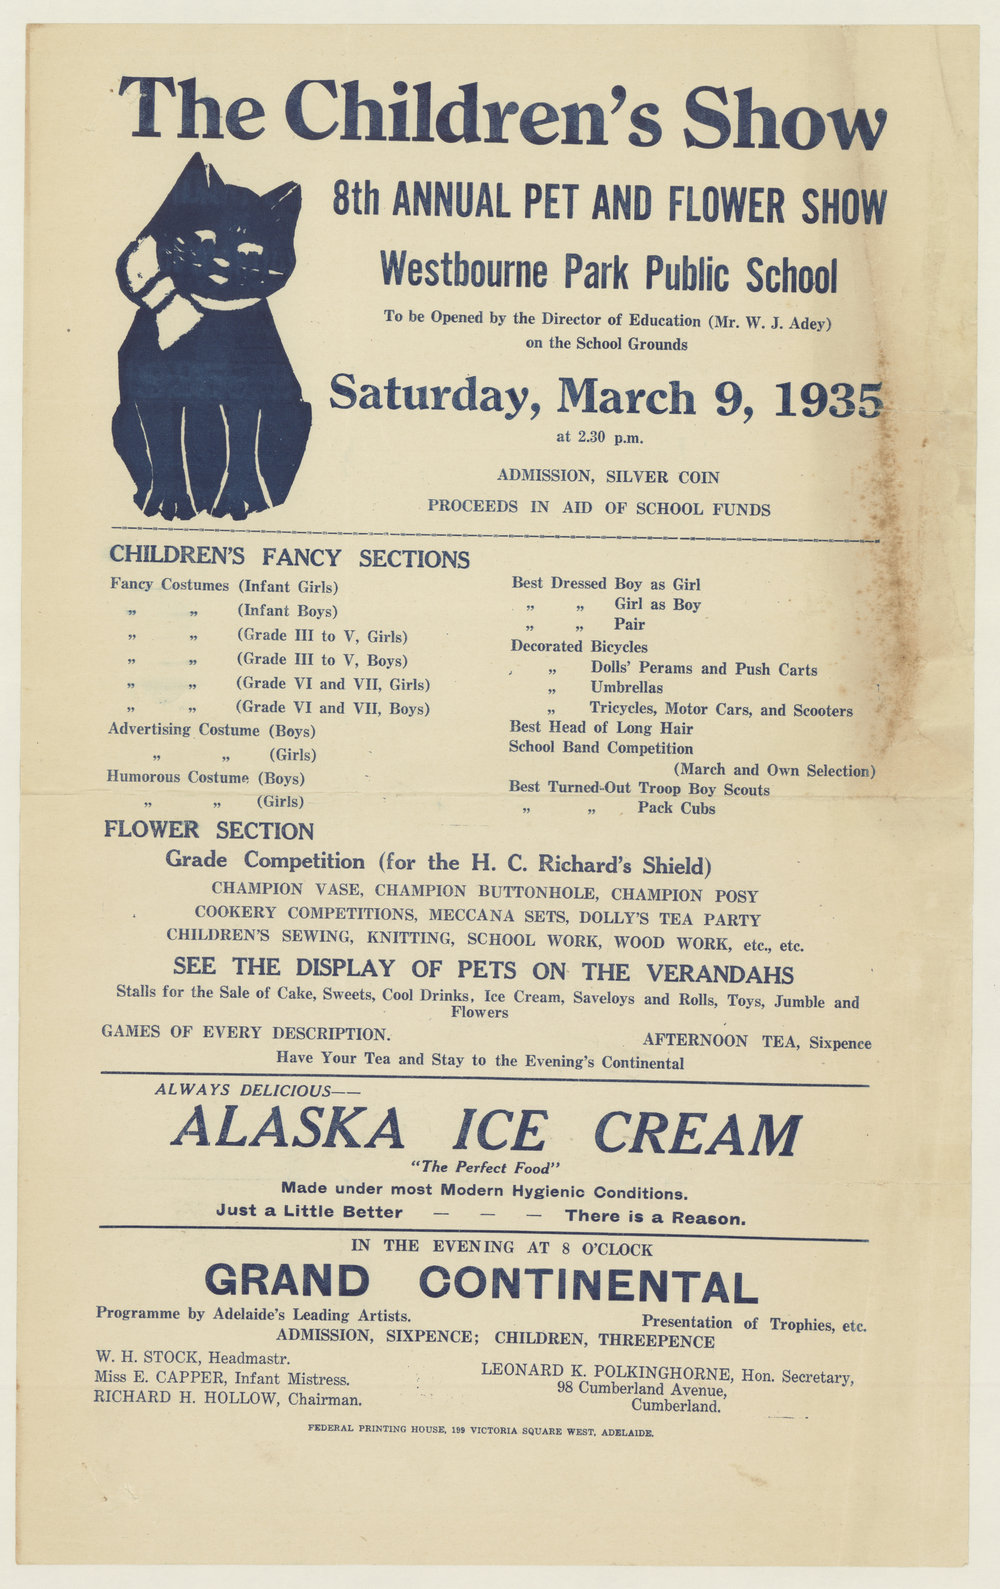 The Children's Show
8th ANNUAL PET AND FLOWER SHOW
Westbourne Park Public School
To be Opened by the Director of Education (Mr. W. J. Adey)
on the School Grounds
Saturday, March 9, 1935
at 2.30 p.m.
ADMISSION, SILVER COIN
PROCEEDS IN AID OF SCHOOL FUNDS
CHILDREN'S FANCY SECTIONS
Fancy Costumes (Infant Girls)
„ „ (Infant Boys)
„ „ (Grade III to V, Girls)
„ „ (Grade III to V, Boys)
„ „ (Grade VI and VII, Girls)
„ „ (Grade VI and VII, Boys)
Advertising Costume (Boys)
„ „ (Girls)
Humorous Costume (Boys)
„ „ (Girls)
Best Dressed Boy as Girl
„ „ Girl as Boy
„ „ Pair
Decorated Bicycles
„ Dolls' Perams and Push Carts
„ Umbrellas
„ Tricycles, Motor Cars, and Scooters
Best Head of Long Hair
School Band Competition
(March and Own Selection)
Best Turned-Out Troop Boy Scouts
„ „ Pack Cubs
FLOWER SECTION
Grade Competition (for the H. C. Richard's Shield)
CHAMPION VASE, CHAMPION BUTTONHOLE, CHAMPION POSY
COOKERY COMPETITIONS, MECCANA SETS, DOLLY'S TEA PARTY
CHILDREN'S SEWING, KNITTING, SCHOOL WORK, WOOD WORK, etc., etc.
SEE THE DISPLAY OF PETS ON THE VERANDAHS
Stalls for the Sale of Cake, Sweets, Cool Drinks, Ice Cream, Saveloys and Rolls, Toys, Jumble and
Flowers
GAMES OF EVERY DESCRIPTION. AFTERNOON TEA, Sixpence
Have Your Tea and Stay to the Evening's Continental
ALWAYS DELICIOUS——
ALASKA ICE CREAM
"The Perfect Food"
Made under most Modern Hygienic Conditions.
Just a Little Better — — — There is a Reason.
IN THE EVENING AT 8 O'CLOCK
GRAND CONTINENTAL
Programme by Adelaide's Leading Artists. Presentation of Trophies, etc.
ADMISSION, SIXPENCE; CHILDREN, THREEPENCE
W. H. STOCK, Headmastr.
Miss E. CAPPER, Infant Mistress.
RICHARD H. HOLLOW, Chairman.
LEONARD K. POLKINGHORNE, Hon. Secretary,
98 Cumberland Avenue,
Cumberland.
FEDERAL PRINTING HOUSE, 199 VICTORIA SQUARE WEST, ADELAIDE.